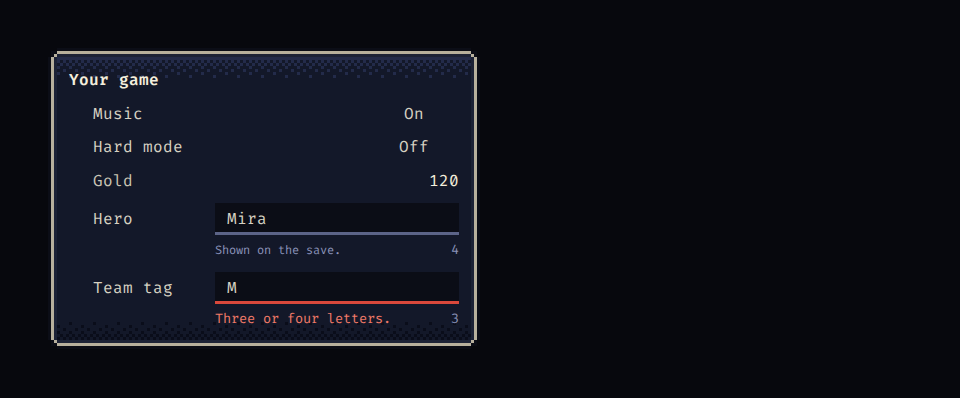 Your game
Music On
Hard mode Off
Gold 120
Hero Mira
Shown on the save. 4
Team tag M
Three or four letters. 3